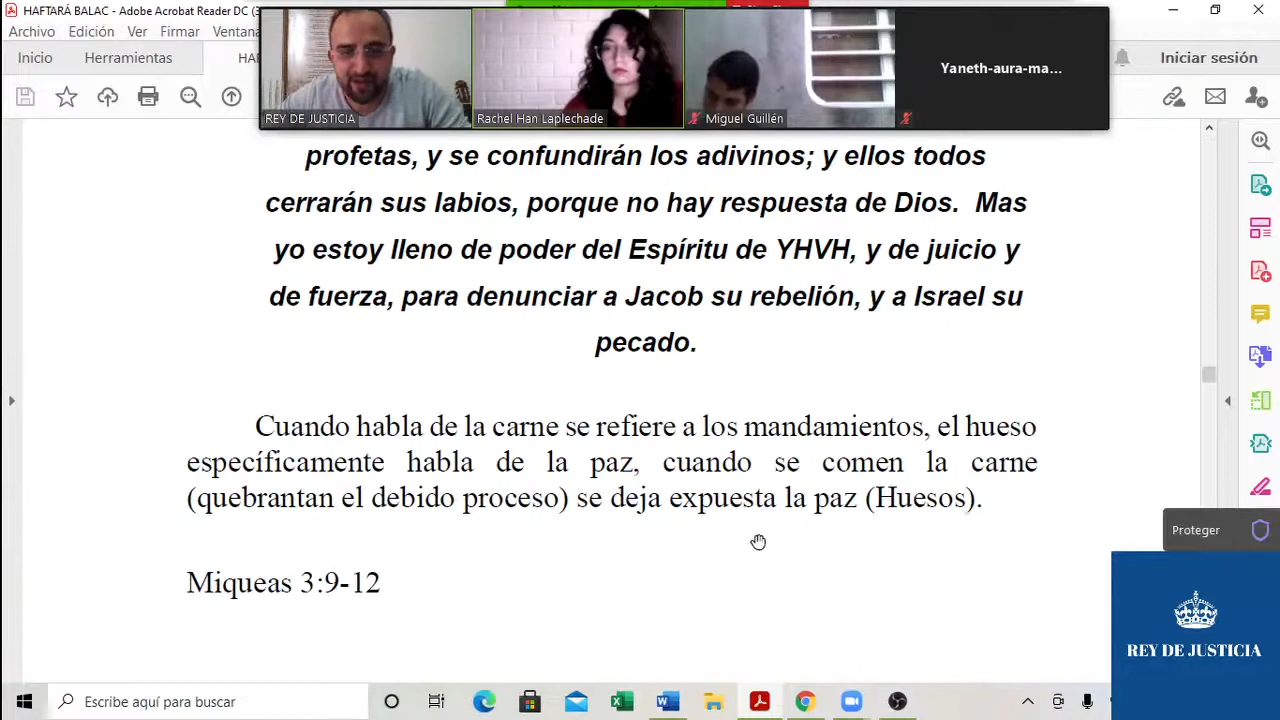 HAFTARÁ BALAC - Adobe Acrobat Reader DC (3
Archivo Edición Ver Firmar Ventana
Inicio Herramientas
Iniciar sesión
REY DE JUSTICIA
Rachel Han Laplechade
Miguel Guillén
Yaneth-aura-ma...
profetas, y se confundirán los adivinos; y ellos todos
cerrarán sus labios, porque no hay respuesta de Dios. Mas
yo estoy lleno de poder del Espíritu de YHVH, y de juicio y
de fuerza, para denunciar a Jacob su rebelión, y a Israel su
pecado.
Cuando habla de la carne se refiere a los mandamientos, el hueso
específicamente habla de la paz, cuando se comen la carne
(quebrantan el debido proceso) se deja expuesta la paz (Huesos).
Miqueas 3:9-12
Proteger
REY DE JUSTICIA
Escribe aquí para buscar